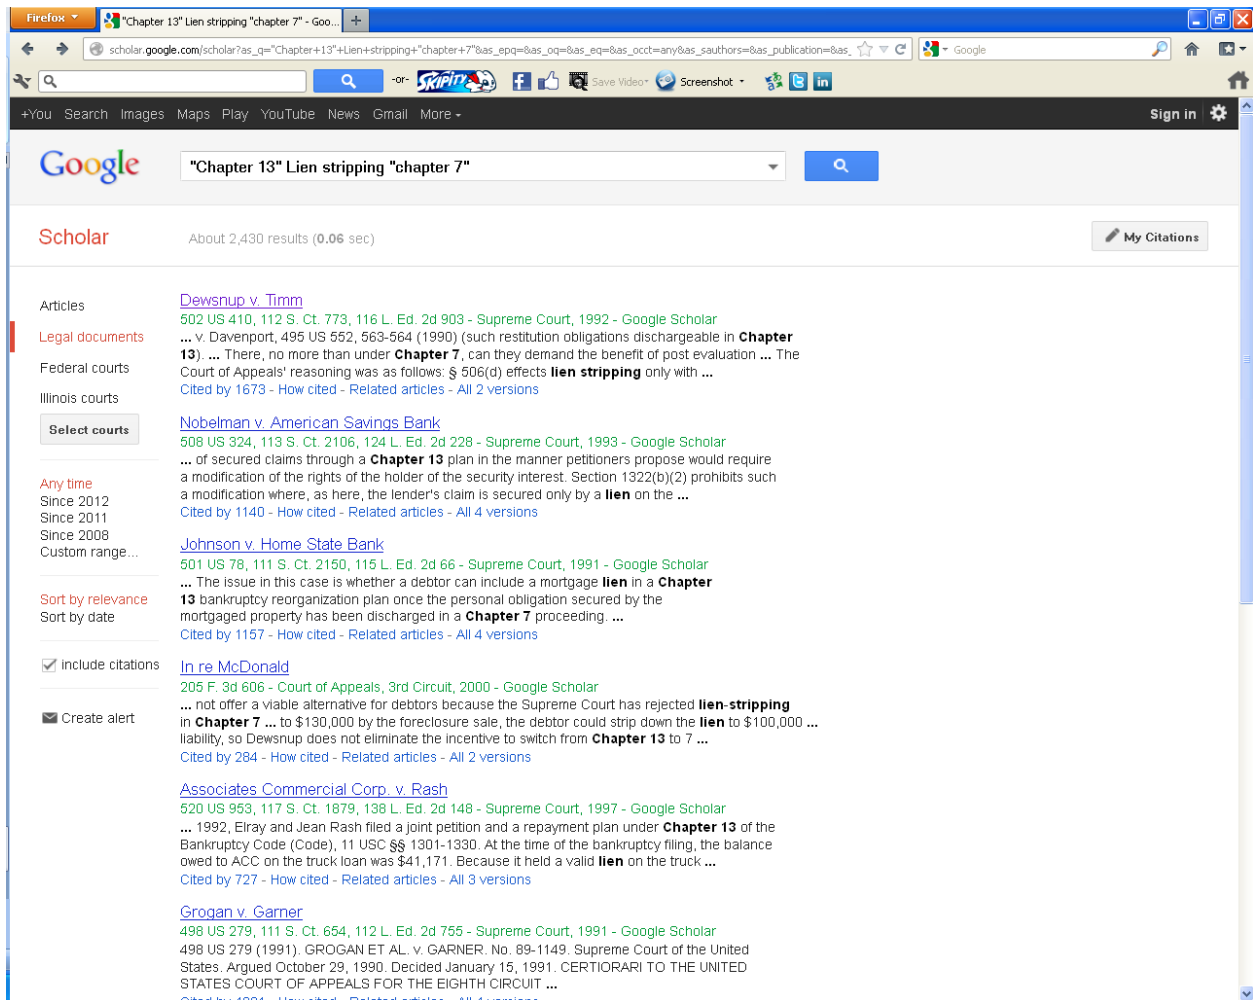 Firefox
"Chapter 13" Lien stripping "chapter 7" - Goo...
scholar.google.com/scholar?as_q="Chapter+13"+Lien+stripping+"chapter+7"&as_epq=&as_oq=&as_eq=&as_occt=any&as_sauthors=&as_publication=&as_
Google
-or-
SKIPITY
Save Video
Screenshot
+You Search Images Maps Play YouTube News Gmail More
Sign in
Google
"Chapter 13" Lien stripping "chapter 7"
Scholar
About 2,430 results (0.06 sec)
My Citations
Articles
Legal documents
Federal courts
Illinois courts
Select courts
Any time
Since 2012
Since 2011
Since 2008
Custom range...
Sort by relevance
Sort by date
include citations
Create alert
Dewsnup v. Timm
502 US 410, 112 S. Ct. 773, 116 L. Ed. 2d 903 - Supreme Court, 1992 - Google Scholar
... v. Davenport, 495 US 552, 563-564 (1990) (such restitution obligations dischargeable in Chapter
13). ... There, no more than under Chapter 7, can they demand the benefit of post evaluation ... The
Court of Appeals' reasoning was as follows: § 506(d) effects lien stripping only with ...
Cited by 1673 - How cited - Related articles - All 2 versions
Nobelman v. American Savings Bank
508 US 324, 113 S. Ct. 2106, 124 L. Ed. 2d 228 - Supreme Court, 1993 - Google Scholar
... of secured claims through a Chapter 13 plan in the manner petitioners propose would require
a modification of the rights of the holder of the security interest. Section 1322(b)(2) prohibits such
a modification where, as here, the lender's claim is secured only by a lien on the ...
Cited by 1140 - How cited - Related articles - All 4 versions
Johnson v. Home State Bank
501 US 78, 111 S. Ct. 2150, 115 L. Ed. 2d 66 - Supreme Court, 1991 - Google Scholar
... The issue in this case is whether a debtor can include a mortgage lien in a Chapter
13 bankruptcy reorganization plan once the personal obligation secured by the
mortgaged property has been discharged in a Chapter 7 proceeding. ...
Cited by 1157 - How cited - Related articles - All 4 versions
In re McDonald
205 F. 3d 606 - Court of Appeals, 3rd Circuit, 2000 - Google Scholar
... not offer a viable alternative for debtors because the Supreme Court has rejected lien-stripping
in Chapter 7 ... to $130,000 by the foreclosure sale, the debtor could strip down the lien to $100,000 ...
liability, so Dewsnup does not eliminate the incentive to switch from Chapter 13 to 7 ...
Cited by 284 - How cited - Related articles - All 2 versions
Associates Commercial Corp. v. Rash
520 US 953, 117 S. Ct. 1879, 138 L. Ed. 2d 148 - Supreme Court, 1997 - Google Scholar
... 1992, Elray and Jean Rash filed a joint petition and a repayment plan under Chapter 13 of the
Bankruptcy Code (Code), 11 USC §§ 1301-1330. At the time of the bankruptcy filing, the balance
owed to ACC on the truck loan was $41,171. Because it held a valid lien on the truck ...
Cited by 727 - How cited - Related articles - All 3 versions
Grogan v. Garner
498 US 279, 111 S. Ct. 654, 112 L. Ed. 2d 755 - Supreme Court, 1991 - Google Scholar
498 US 279 (1991). GROGAN ET AL. v. GARNER. No. 89-1149. Supreme Court of the United
States. Argued October 29, 1990. Decided January 15, 1991. CERTIORARI TO THE UNITED
STATES COURT OF APPEALS FOR THE EIGHTH CIRCUIT ...